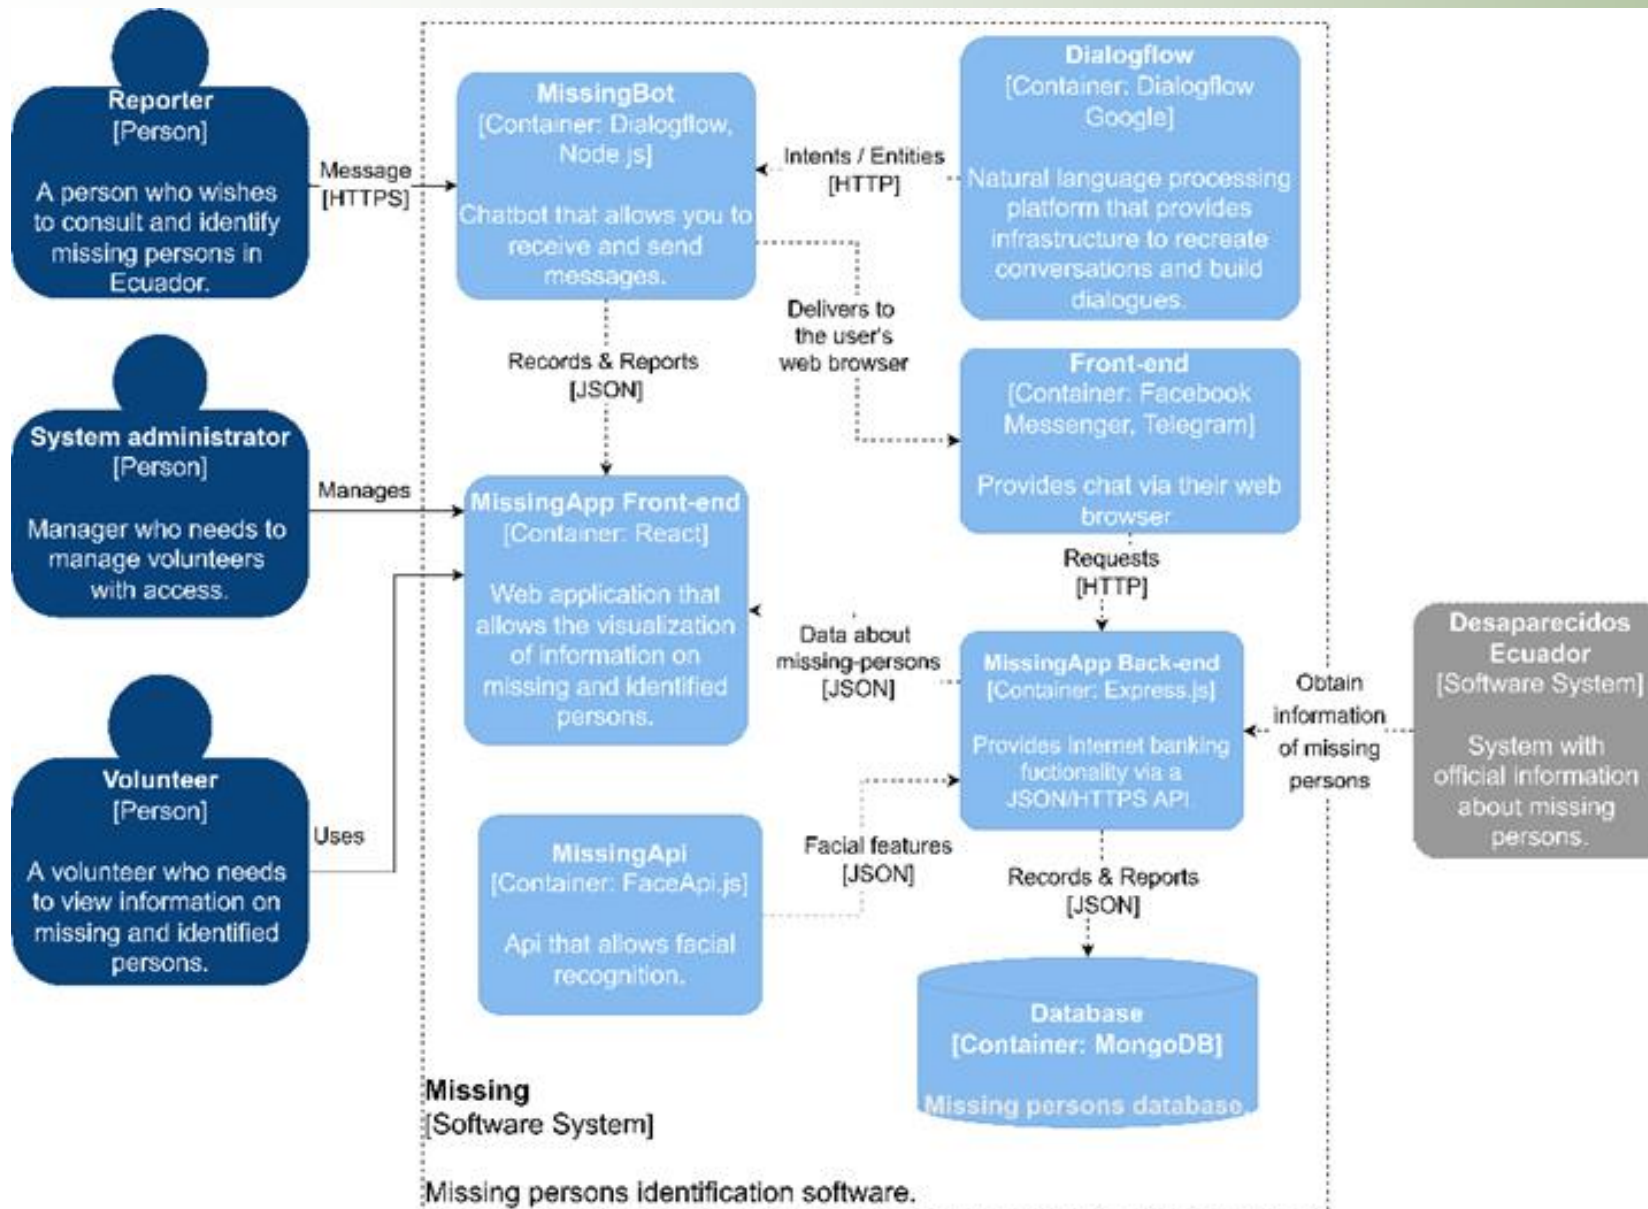 Reporter
[Person]
A person who wishes
to consult and identify
missing persons in
Ecuador.
Message
[HTTPS]
MissingBot
[Container: Dialogflow,
Node js]
Chatbot that allows you to
receive and send
messages.
Intents / Entities
[HTTP]
Dialogflow
[Container: Dialogflow
Google]
Natural language processing
platform that provides
infrastructure to recreate
conversations and build
dialogues.
Delivers to
the user's
web browser
Records & Reports
[JSON]
Front-end
[Container: Facebook
Messenger, Telegram]
Provides chat via their web
browser
System administrator
[Person]
Manager who needs to
manage volunteers
with access.
Manages
MissingApp Front-end
[Container: React]
Web application that
allows the visualization
of information on
missing and identified
persons.
Requests
[HTTP]
Data about
missing-persons
[JSON]
MissingApp Back-end
[Container: Express.js]
Provides Internet banking
fuctionality via a
JSON/HTTPS API
Obtain
information
of missing
persons
Desaparecidos
Ecuador
[Software System]
System with
official information
about missing
persons.
Volunteer
[Person]
A volunteer who needs
to view information on
missing and identified
persons.
Uses
MissingApi
[Container: FaceApi.js]
Api that allows facial
recognition.
Facial features
[JSON]
Records & Reports
[JSON]
Database
[Container: MongoDB]
Missing persons database.
Missing
[Software System]
Missing persons identification software.